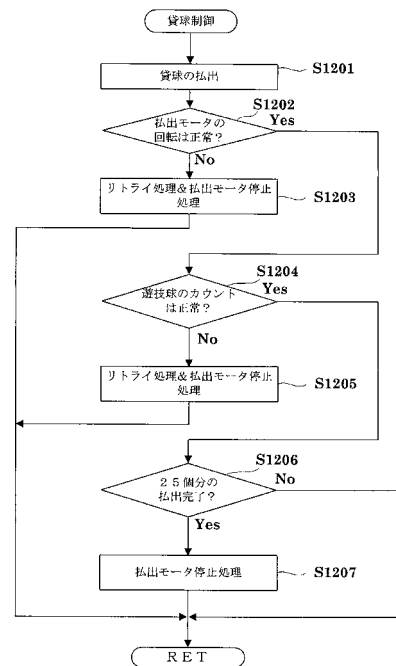 貸球制御
貸球の払出
S1201
払出モータの
回転は正常？
S1202
Yes
No
リトライ処理&払出モータ停止
処理
S1203
遊技球のカウント
は正常？
S1204
Yes
No
リトライ処理&払出モータ停止
処理
S1205
２５個分の
払出完了？
S1206
No
Yes
払出モータ停止処理
S1207
ＲＥＴ